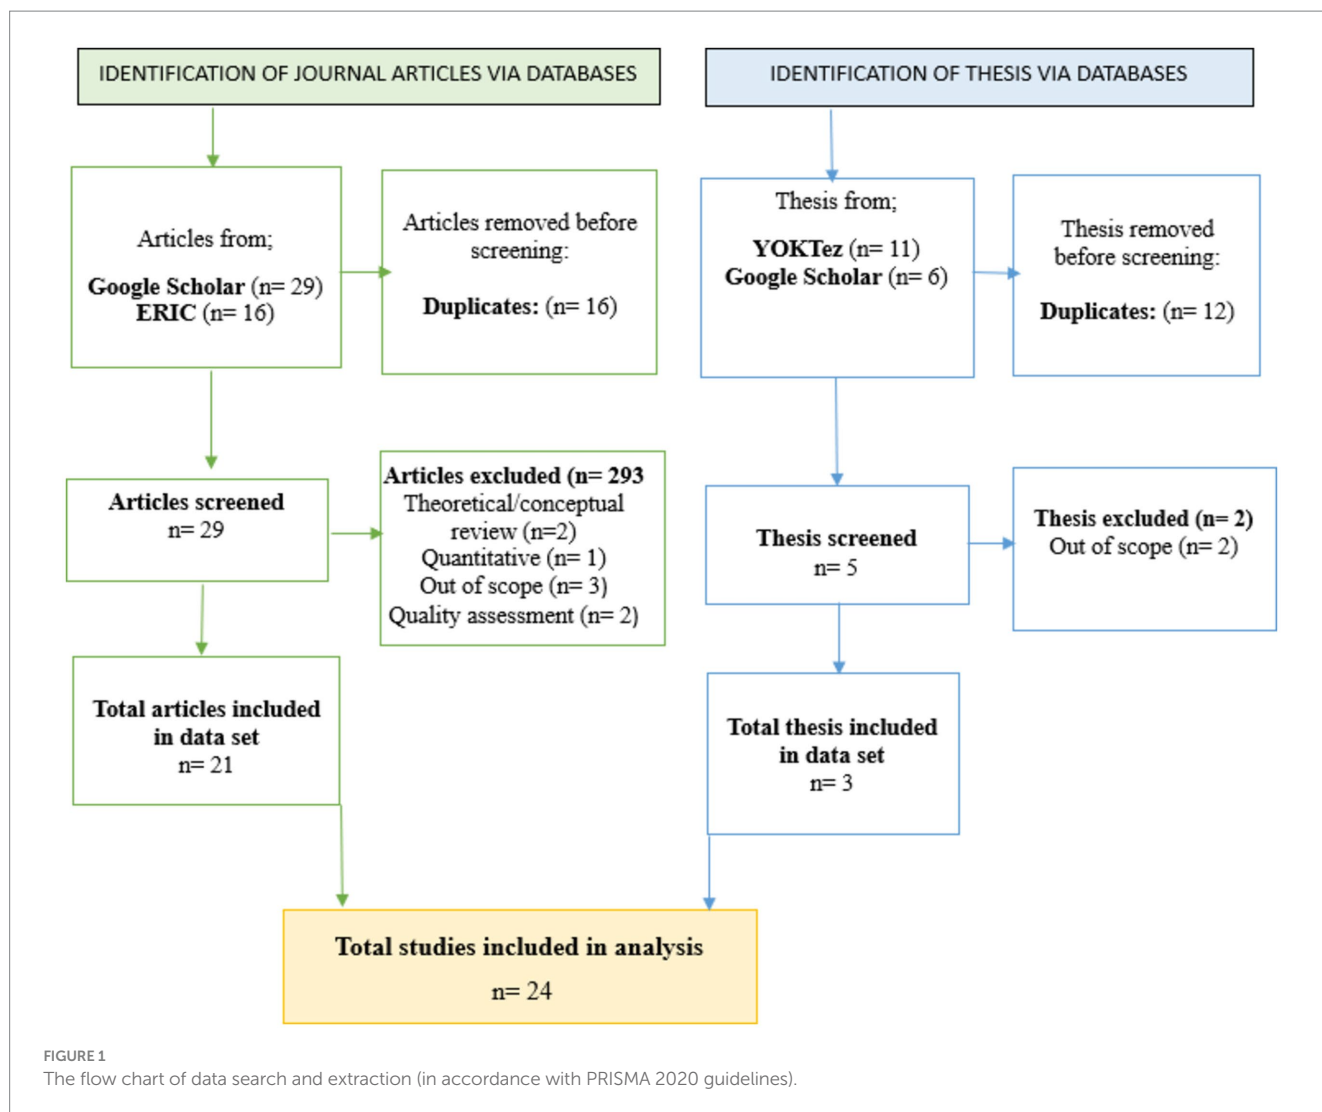 IDENTIFICATION OF JOURNAL ARTICLES VIA DATABASES
IDENTIFICATION OF THESIS VIA DATABASES
Articles from;
Google Scholar (n= 29)
ERIC (n= 16)
Articles removed before
screening:
Duplicates: (n= 16)
Thesis from;
YOKTez (n= 11)
Google Scholar (n= 6)
Thesis removed
before screening:
Duplicates: (n= 12)
Articles screened
n= 29
Articles excluded (n= 293
Theoretical/conceptual
review (n=2)
Quantitative (n= 1)
Out of scope (n= 3)
Quality assessment (n= 2)
Thesis screened
n= 5
Thesis excluded (n= 2)
Out of scope (n= 2)
Total articles included
in data set
n= 21
Total thesis included
in data set
n= 3
Total studies included in analysis
n= 24
FIGURE 1
The flow chart of data search and extraction (in accordance with PRISMA 2020 guidelines).